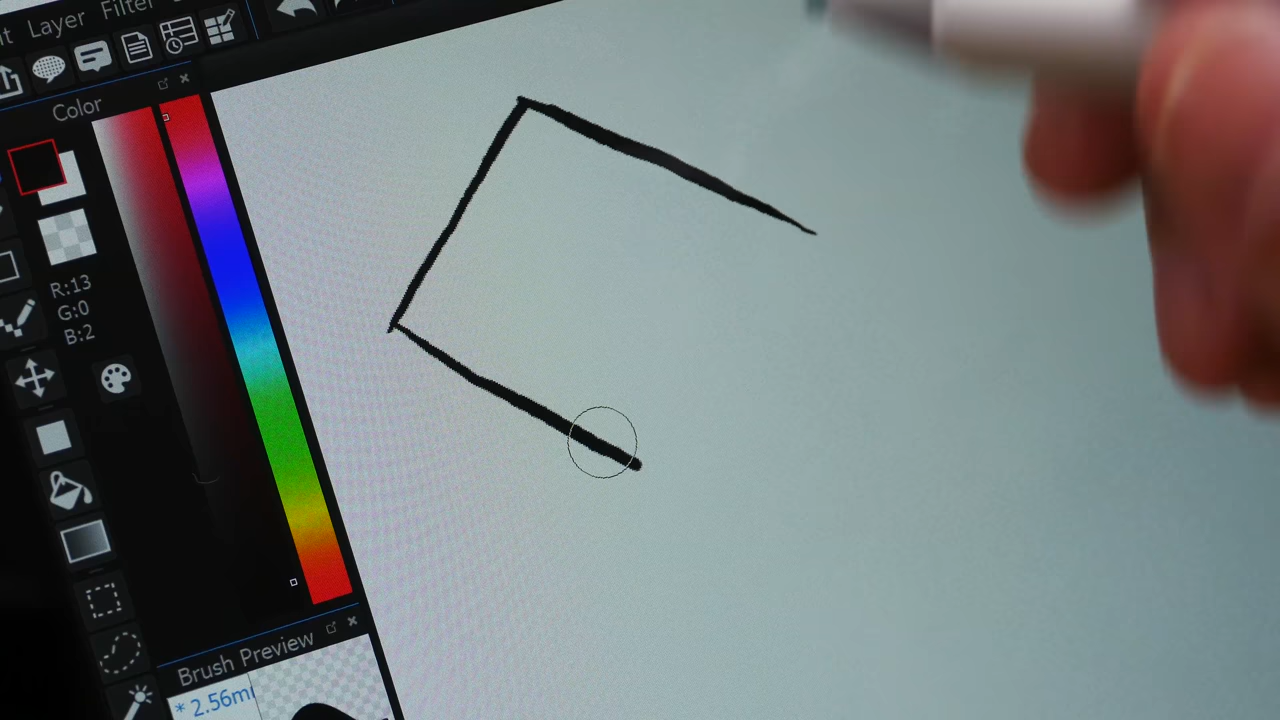 Layer Filter
Color
R:13
G:0
B:2
Brush Preview
* 2.56m